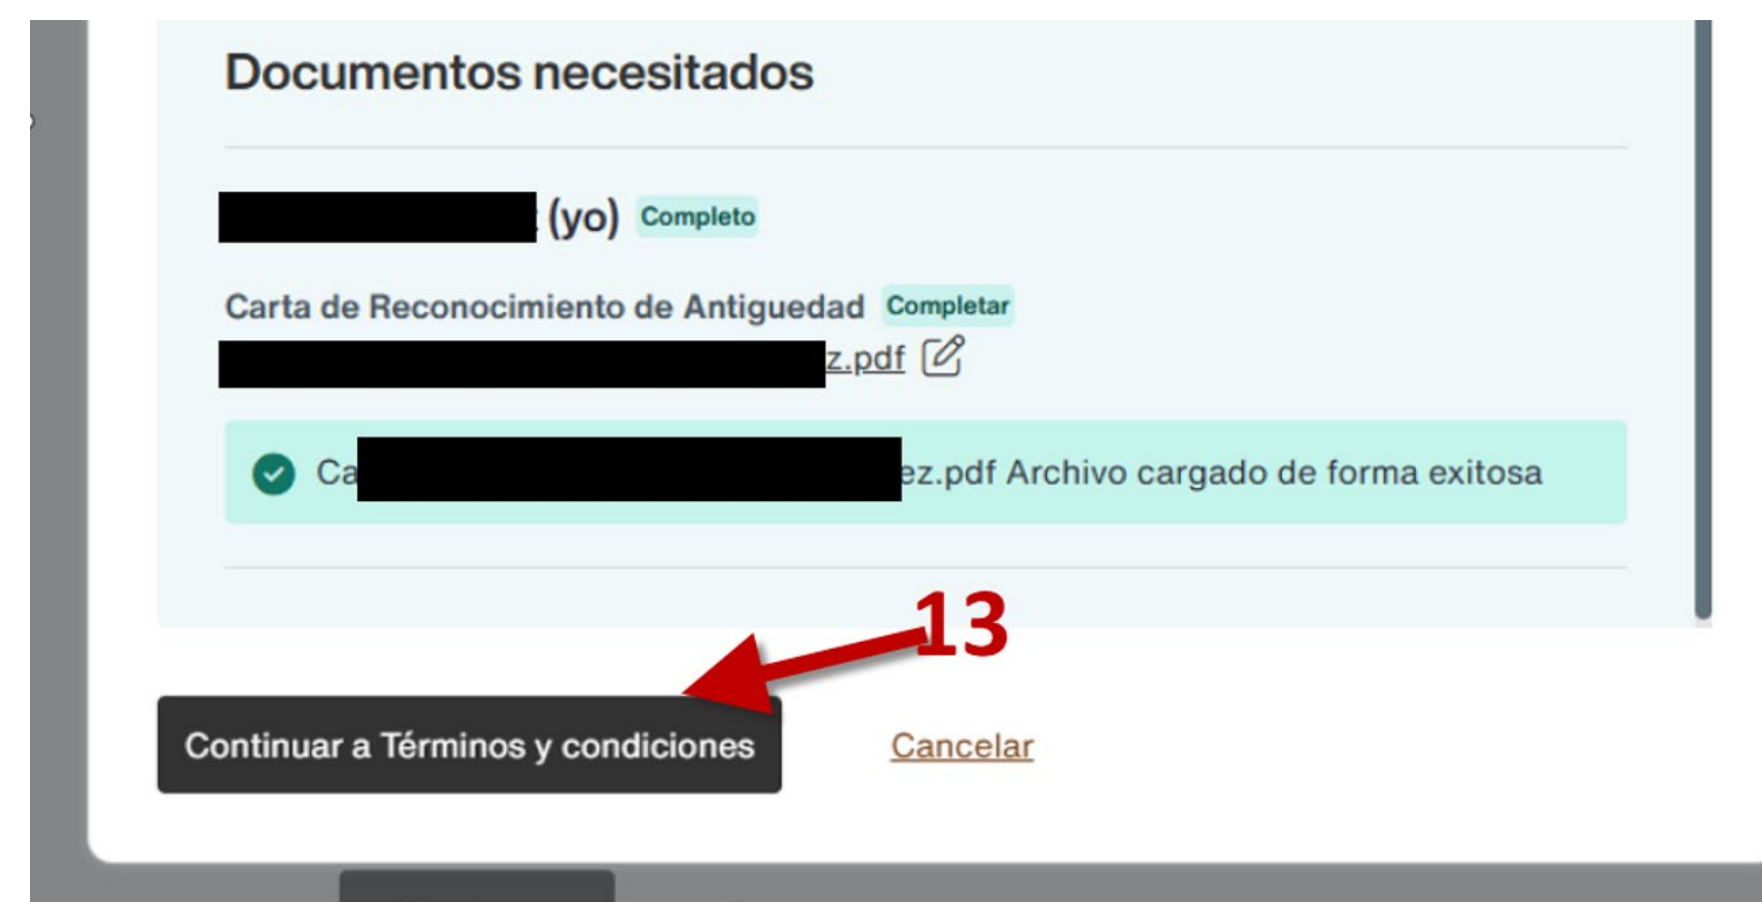 Documentos necesitados
(yo) Completo
Carta de Reconocimiento de Antiguedad Completar
z.pdf
Ca ez.pdf Archivo cargado de forma exitosa
13
Continuar a Términos y condiciones Cancelar